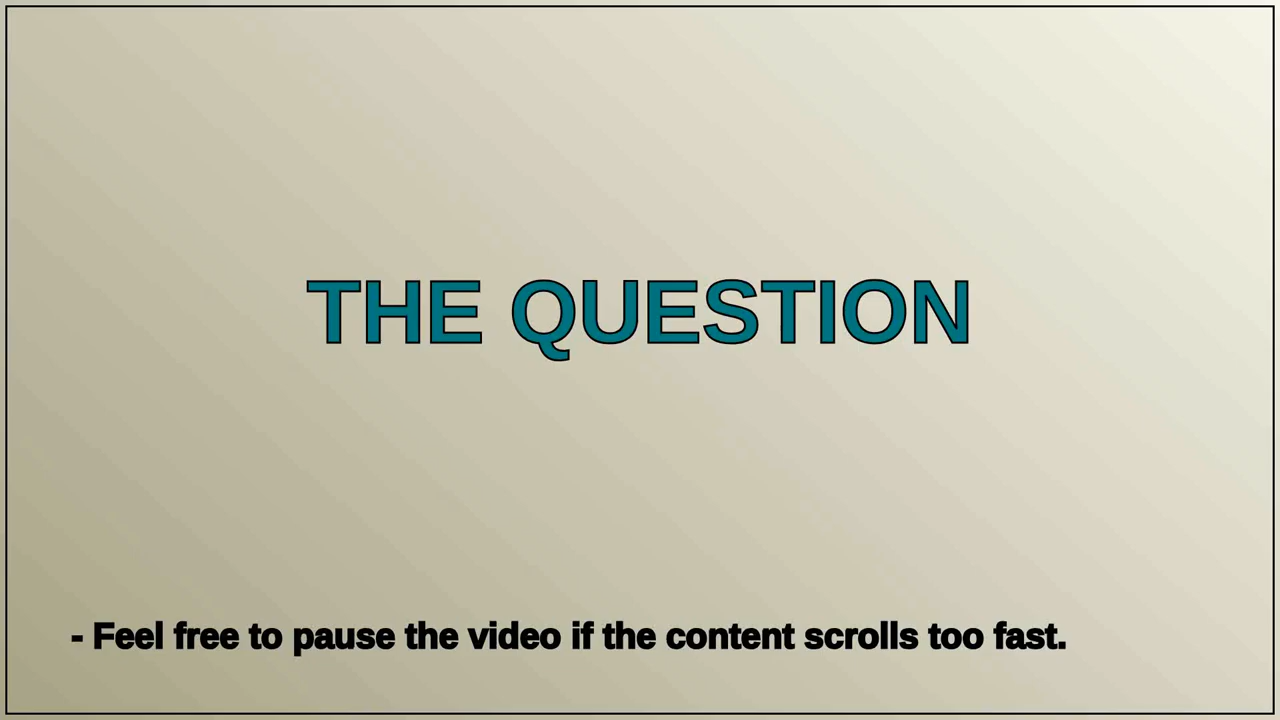 THE QUESTION
- Feel free to pause the video if the content scrolls too fast.